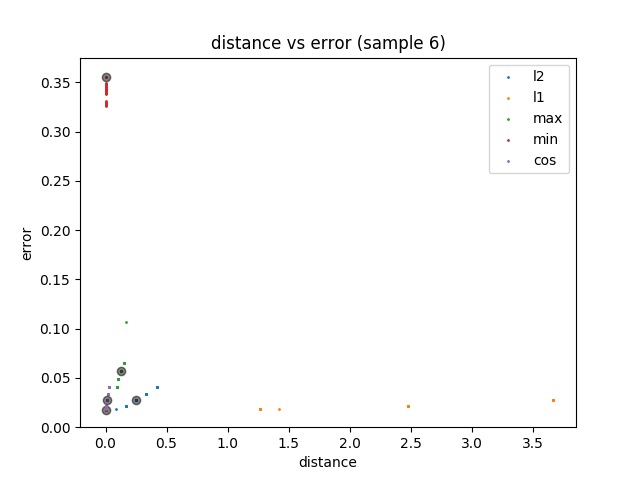 distance vs error (sample 6)
l2
l1
max
min
cos
0.35
0.30
0.25
0.20
0.15
0.10
0.05
0.00
error
0.0 0.5 1.0 1.5 2.0 2.5 3.0 3.5
distance